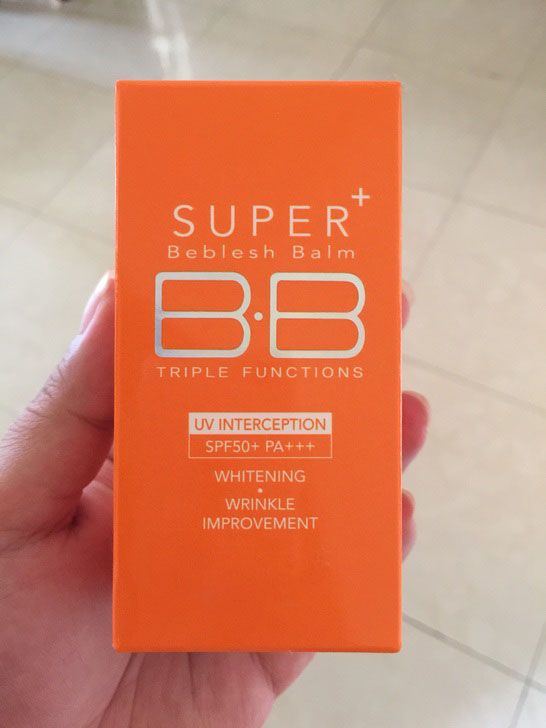 SUPER+
Beblesh Balm
B·B
TRIPLE FUNCTIONS
UV INTERCEPTION
SPF50+ PA+++
WHITENING
•
WRINKLE
IMPROVEMENT